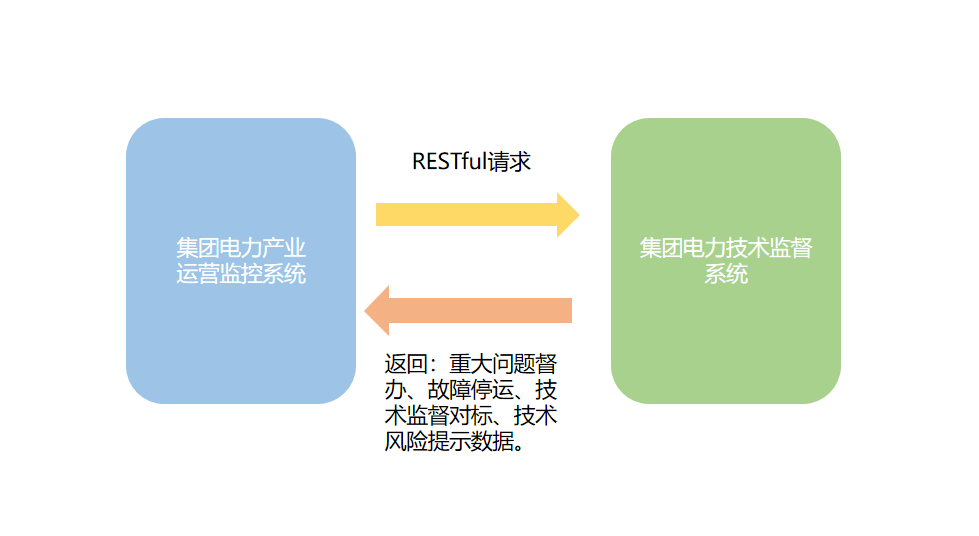 RESTful请求
集团电力产业
运营监控系统
集团电力技术监督
系统
返回：重大问题督
办、故障停运、技
术监督对标、技术
风险提示数据。